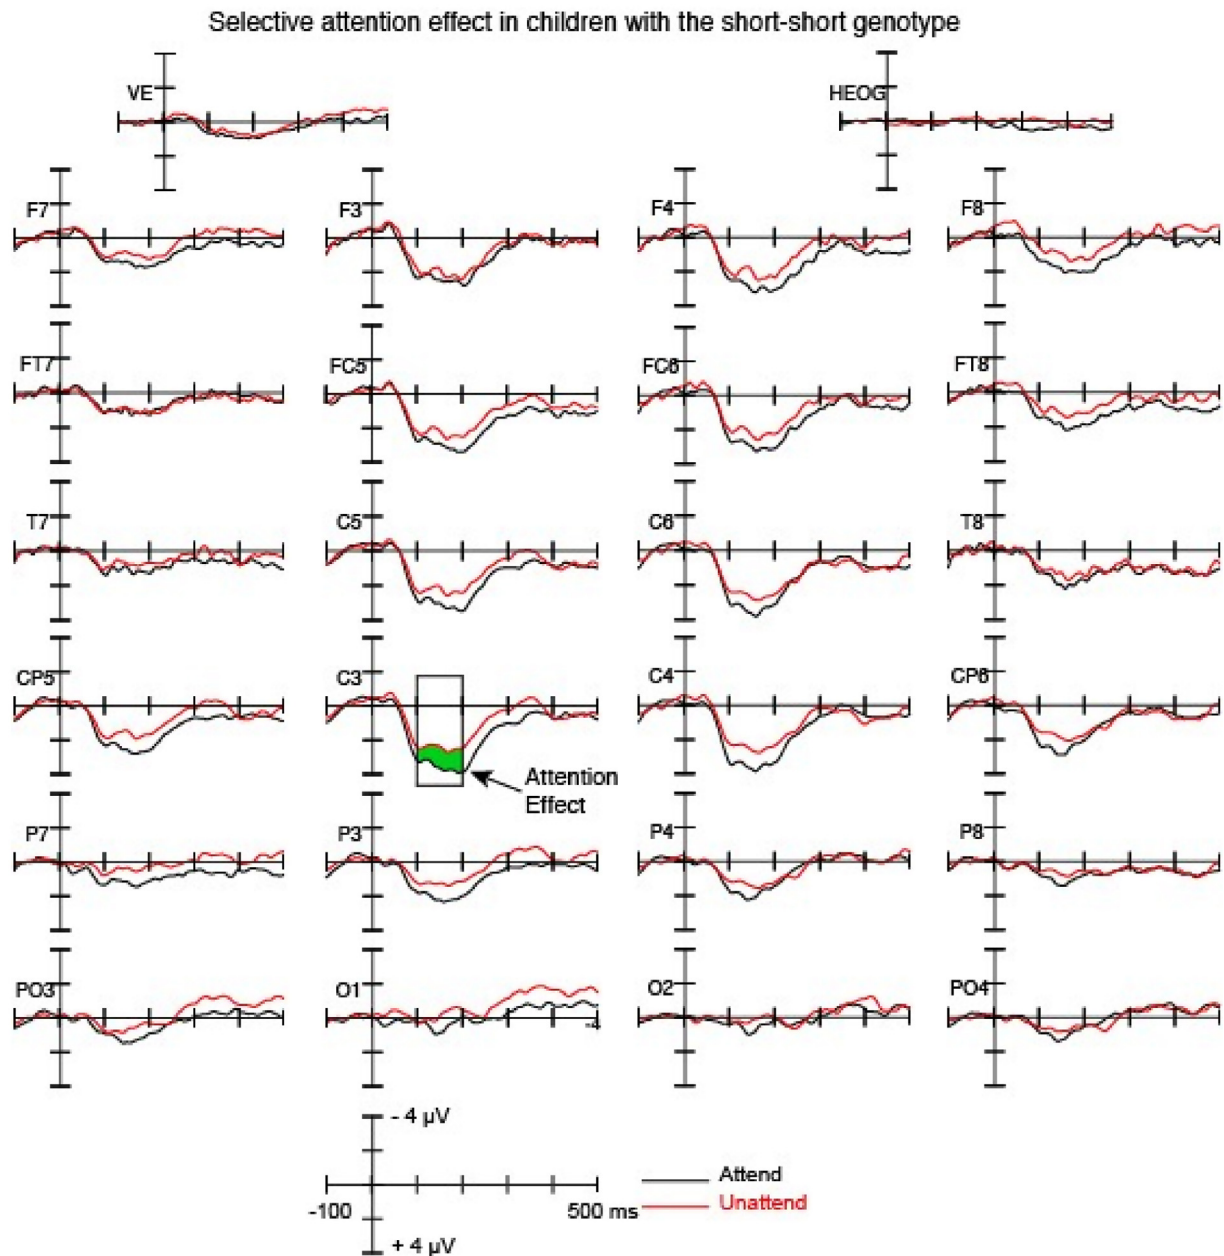 Selective attention effect in children with the short-short genotype
VE
HEOG
F7
F3
F4
F8
FT7
FC5
FC6
FT8
T7
C5
C6
T8
CP5
C3
C4
CP6
Attention
Effect
P7
P3
P4
P8
PO3
O1
O2
PO4
-4
- 4 µV
-100
500 ms
+ 4 µV
Attend
Unattend